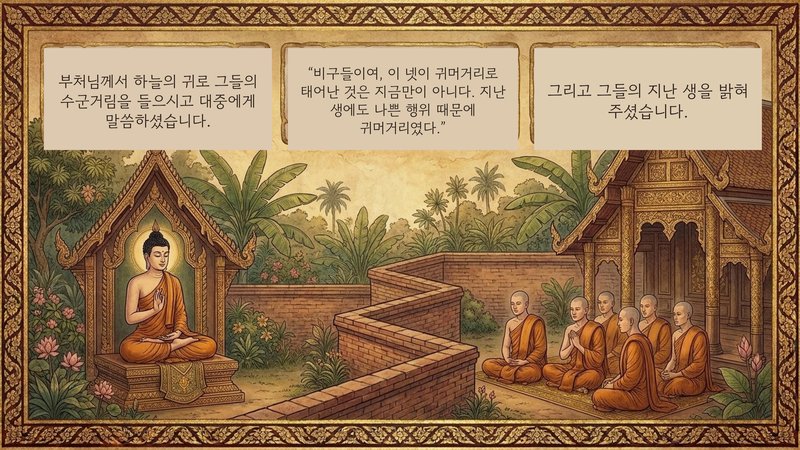 부처님께서 하늘의 귀로 그들의
수군거림을 들으시고 대중에게
말씀하셨습니다.
“비구들이여, 이 넷이 귀머거리로
태어난 것은 지금만이 아니다. 지난
생에도 나쁜 행위 때문에
귀머거리였다.”
그리고 그들의 지난 생을 밝혀
주셨습니다.